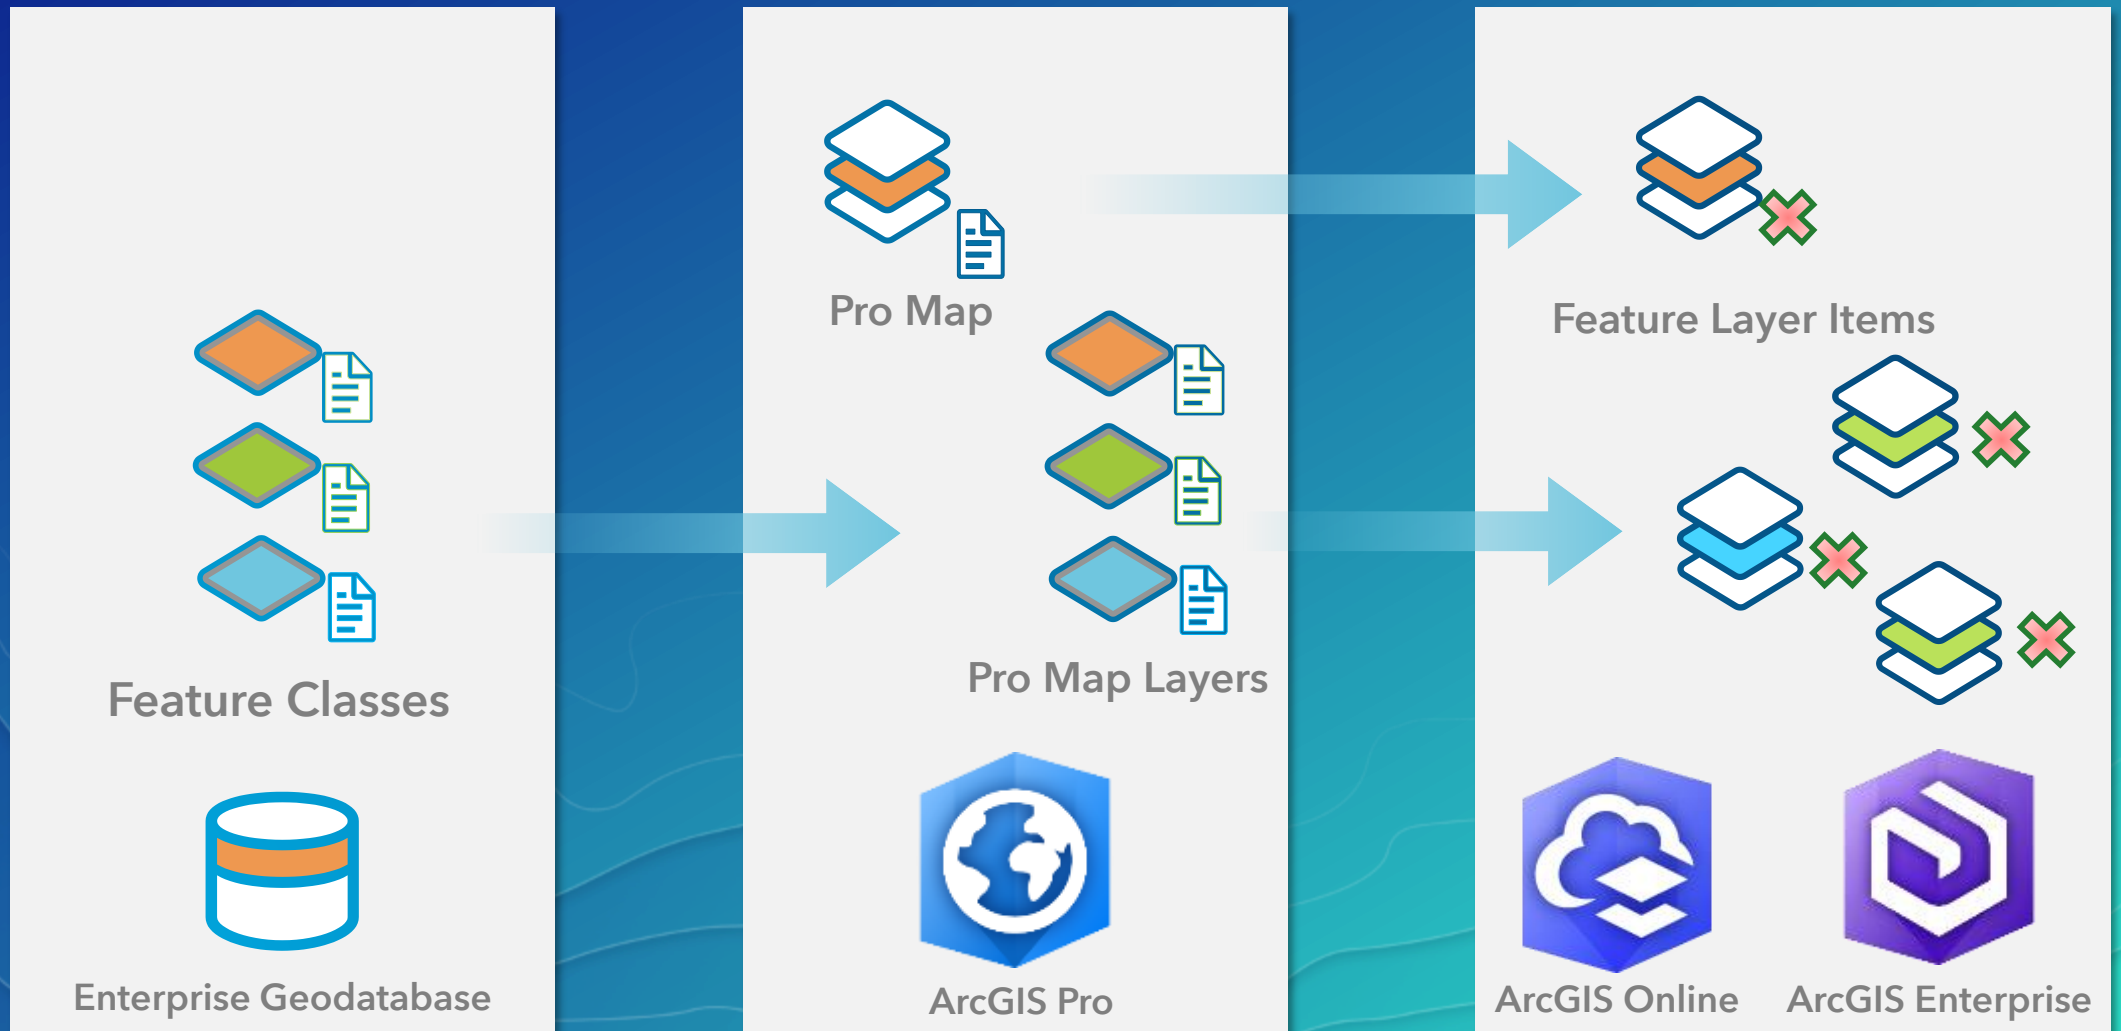 Feature Classes
Enterprise Geodatabase
Pro Map
Pro Map Layers
ArcGIS Pro
Feature Layer Items
ArcGIS Online
ArcGIS Enterprise